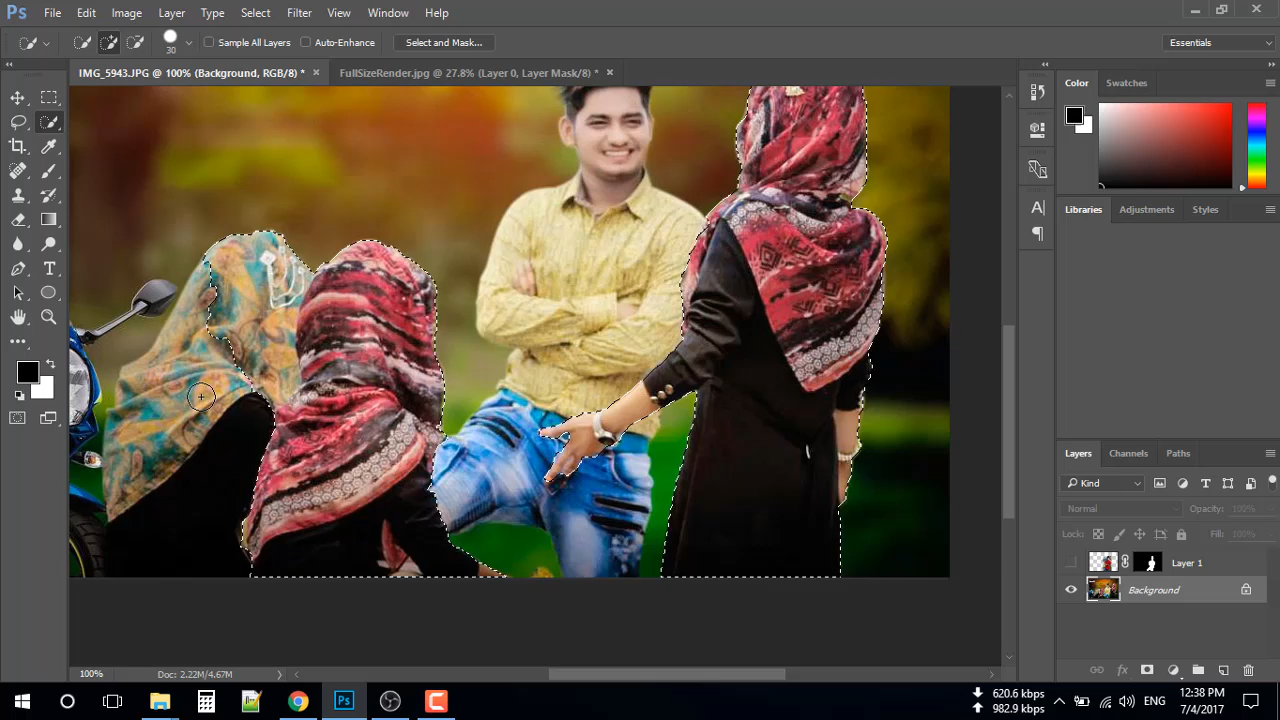 Ps File Edit Image Layer Type Select Filter View Window Help
30 Sample All Layers Auto-Enhance Select and Mask... Essentials
IMG_5943.JPG @ 100% (Background, RGB/8) * × FullSizeRender.jpg @ 27.8% (Layer 0, Layer Mask/8) * ×
Color Swatches
Libraries Adjustments Styles
Layers Channels Paths
Kind
Normal Opacity: 100%
Lock: Fill: 100%
Layer 1
Background
100% Doc: 2.22M/4.67M
620.6 kbps
982.9 kbps
ENG
12:38 PM
7/4/2017